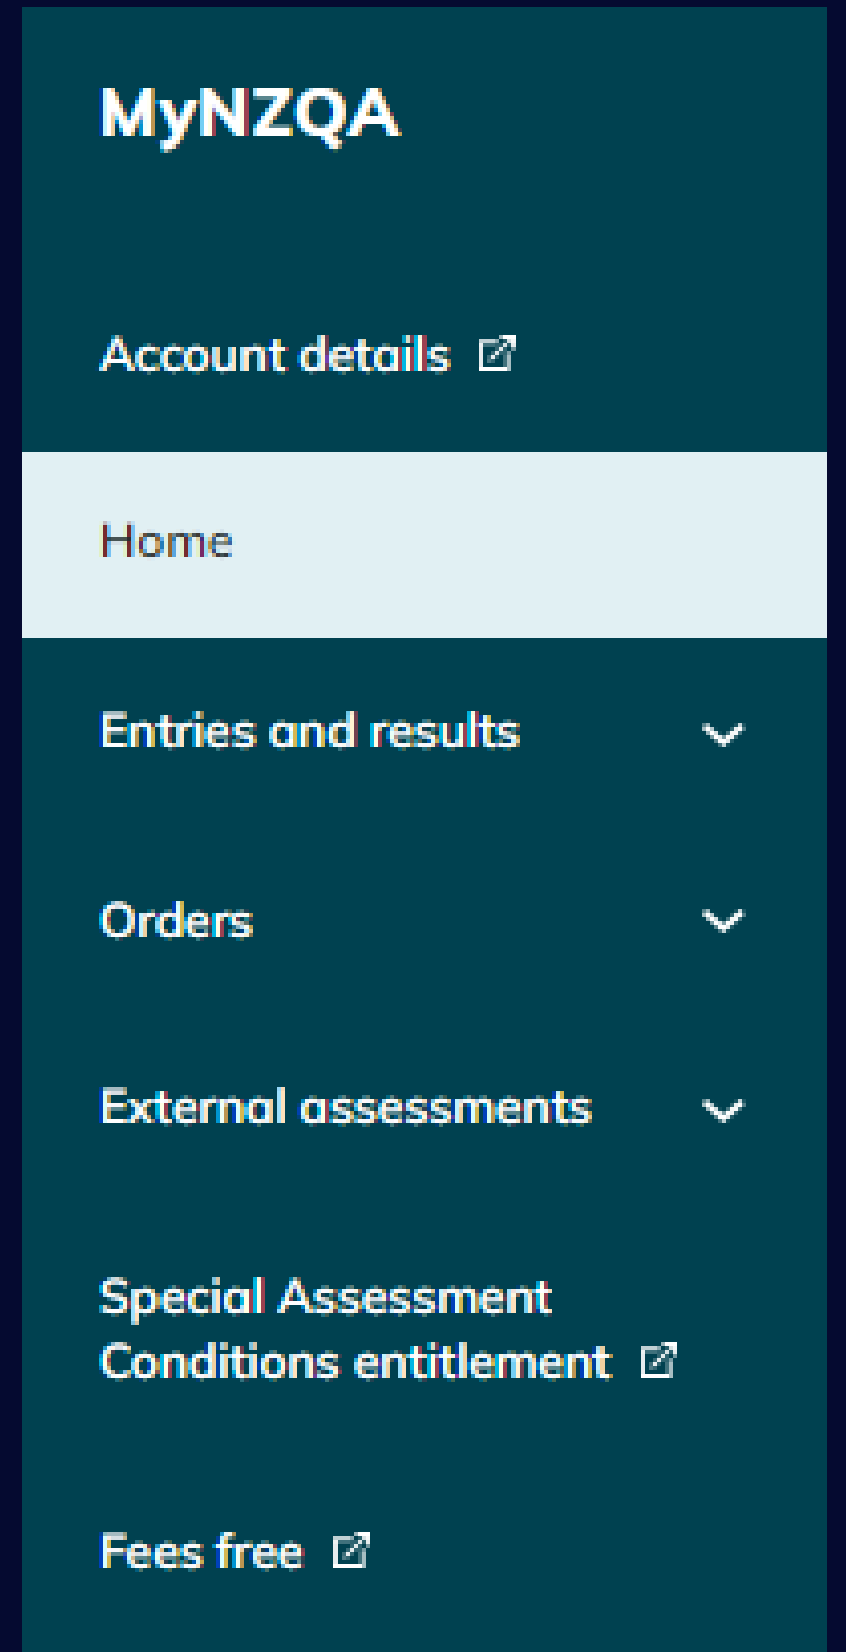 MyNZQA
Account details
Home
Entries and results
Orders
External assessments
Special Assessment
Conditions entitlement
Fees free